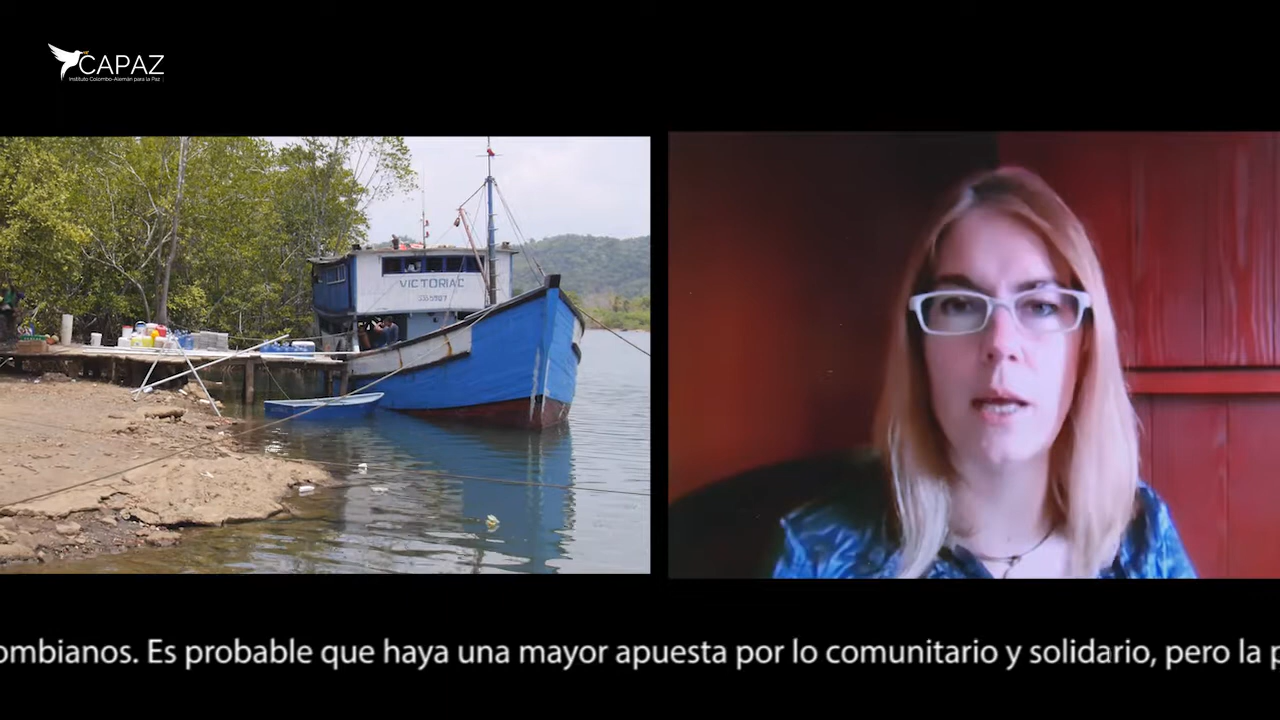 CAPAZ
Instituto Colombo-Alemán para la Paz
VICTORIA C
ombianos. Es probable que haya una mayor apuesta por lo comunitario y solidario, pero la p